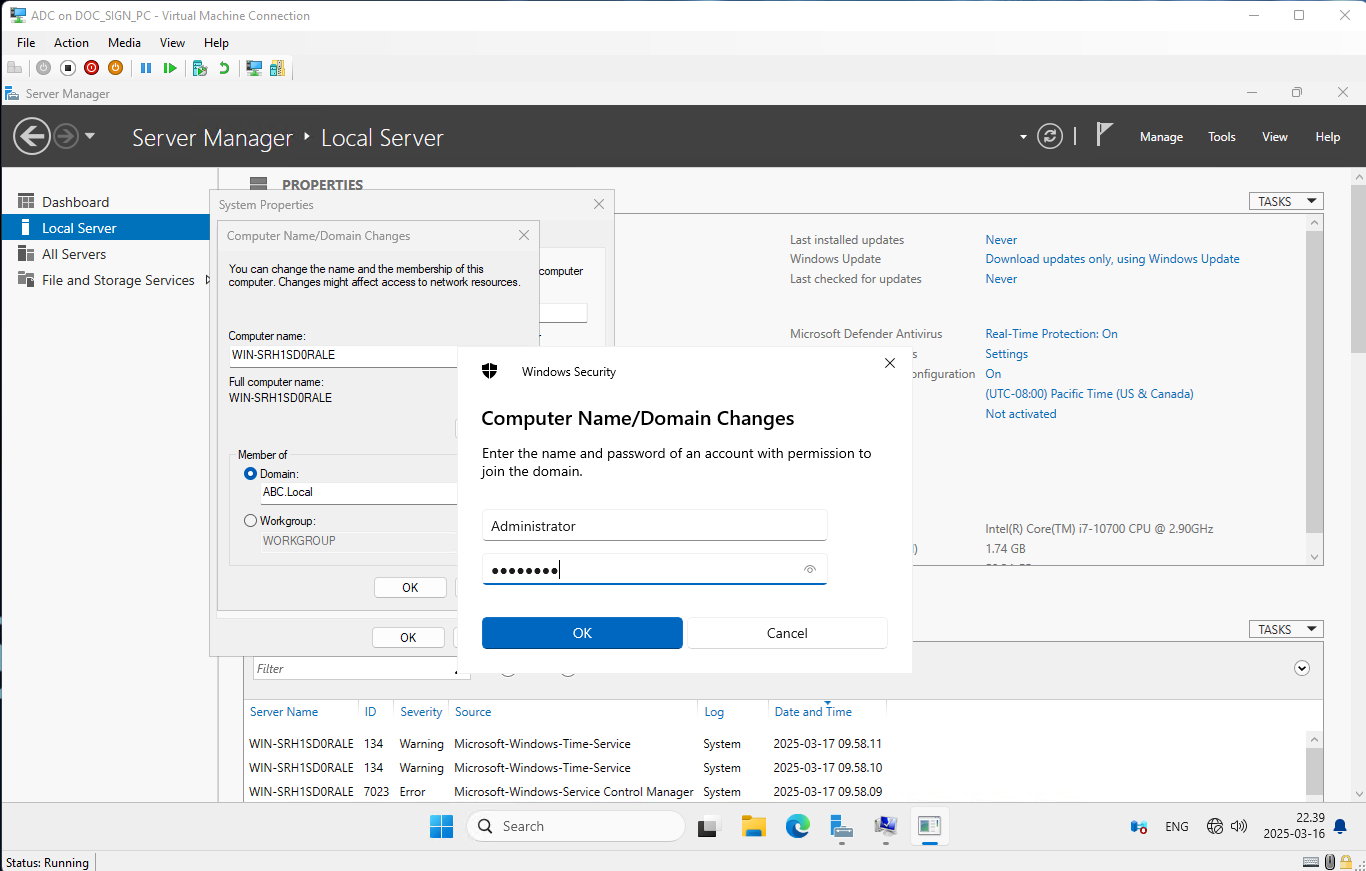 ADC on DOC_SIGN_PC - Virtual Machine Connection
File Action Media View Help
Server Manager
Server Manager ‣ Local Server
Manage Tools View Help
Dashboard
Local Server
All Servers
File and Storage Services
PROPERTIES
TASKS
System Properties
Computer Name/Domain Changes
You can change the name and the membership of this
computer. Changes might affect access to network resources.
computer
Computer name:
WIN-SRH1SD0RALE
Full computer name:
WIN-SRH1SD0RALE
Member of
Domain:
ABC.Local
Workgroup:
WORKGROUP
OK
OK
Last installed updates Never
Windows Update Download updates only, using Windows Update
Last checked for updates Never
Microsoft Defender Antivirus Real-Time Protection: On
s Settings
onfiguration On
(UTC-08:00) Pacific Time (US & Canada)
Not activated
Intel(R) Core(TM) i7-10700 CPU @ 2.90GHz
) 1.74 GB
Windows Security
Computer Name/Domain Changes
Enter the name and password of an account with permission to
join the domain.
Administrator
●●●●●●●●
OK Cancel
TASKS
Filter
Server Name ID Severity Source Log Date and Time
WIN-SRH1SD0RALE 134 Warning Microsoft-Windows-Time-Service System 2025-03-17 09.58.11
WIN-SRH1SD0RALE 134 Warning Microsoft-Windows-Time-Service System 2025-03-17 09.58.10
WIN-SRH1SD0RALE 7023 Error Microsoft-Windows-Service Control Manager System 2025-03-17 09.58.09
Search
ENG
22.39
2025-03-16
Status: Running